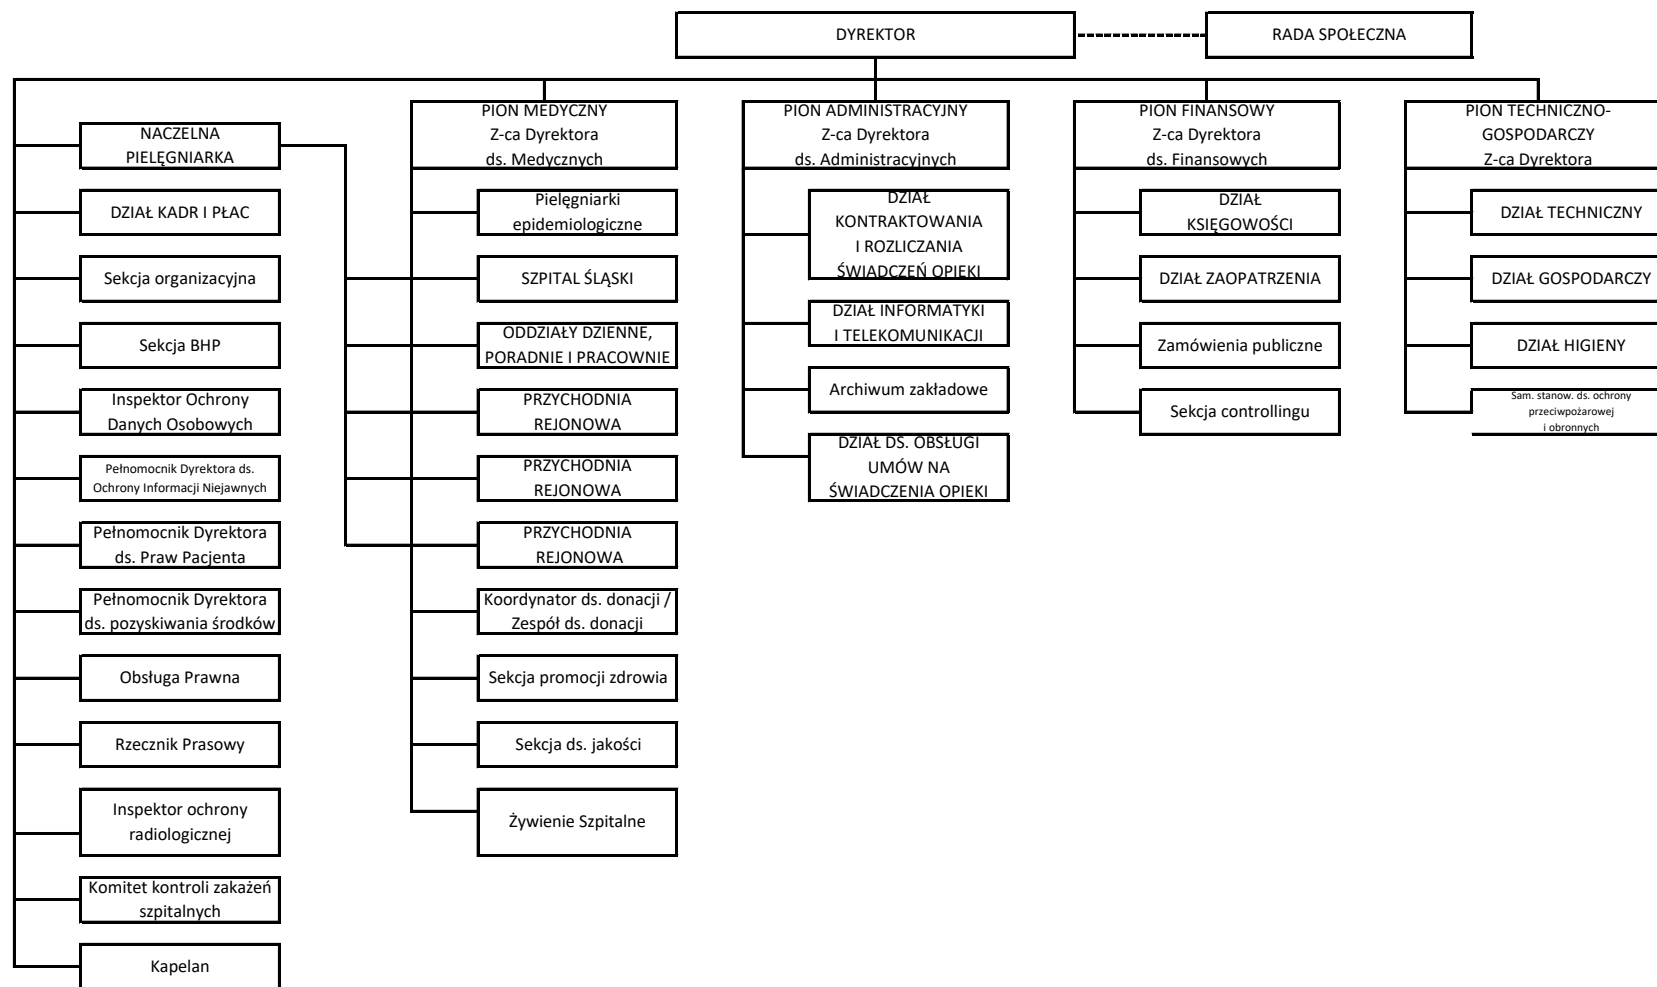 DYREKTOR
RADA SPOŁECZNA
NACZELNA
PIELĘGNIARKA
DZIAŁ KADR I PŁAC
Sekcja organizacyjna
Sekcja BHP
Inspektor Ochrony
Danych Osobowych
Pełnomocnik Dyrektora ds.
Ochrony Informacji Niejawnych
Pełnomocnik Dyrektora
ds. Praw Pacjenta
Pełnomocnik Dyrektora
ds. pozyskiwania środków
Obsługa Prawna
Rzecznik Prasowy
Inspektor ochrony
radiologicznej
Komitet kontroli zakażeń
szpitalnych
Kapelan
PION MEDYCZNY
Z-ca Dyrektora
ds. Medycznych
Pielęgniarki
epidemiologiczne
SZPITAL ŚLĄSKI
ODDZIAŁY DZIENNE,
PORADNIE I PRACOWNIE
PRZYCHODNIA
REJONOWA
PRZYCHODNIA
REJONOWA
PRZYCHODNIA
REJONOWA
Koordynator ds. donacji /
Zespół ds. donacji
Sekcja promocji zdrowia
Sekcja ds. jakości
Żywienie Szpitalne
PION ADMINISTRACYJNY
Z-ca Dyrektora
ds. Administracyjnych
DZIAŁ
KONTRAKTOWANIA
I ROZLICZANIA
ŚWIADCZEŃ OPIEKI
DZIAŁ INFORMATYKI
I TELEKOMUNIKACJI
Archiwum zakładowe
DZIAŁ DS. OBSŁUGI
UMÓW NA
ŚWIADCZENIA OPIEKI
PION FINANSOWY
Z-ca Dyrektora
ds. Finansowych
DZIAŁ
KSIĘGOWOŚCI
DZIAŁ ZAOPATRZENIA
Zamówienia publiczne
Sekcja controllingu
PION TECHNICZNO-
GOSPODARCZY
Z-ca Dyrektora
DZIAŁ TECHNICZNY
DZIAŁ GOSPODARCZY
DZIAŁ HIGIENY
Sam. stanow. ds. ochrony
przeciwpożarowej
i obronnych